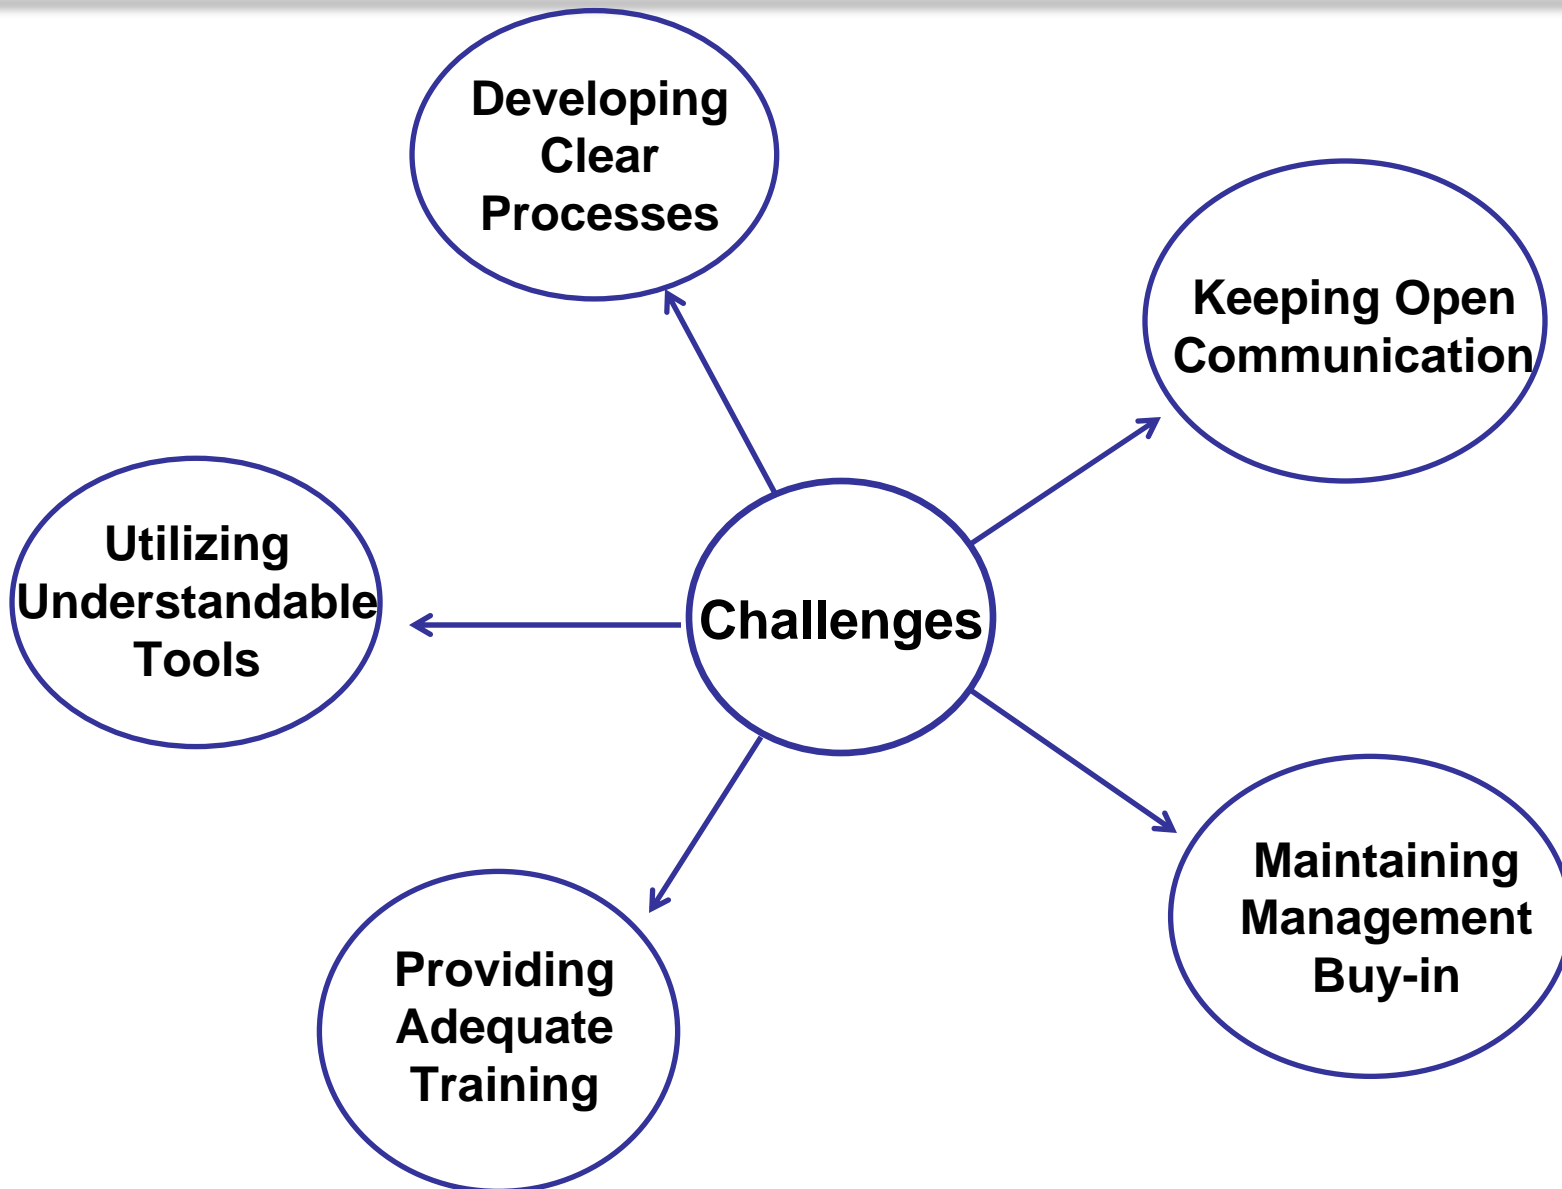 Developing
Clear
Processes
Keeping Open
Communication
Utilizing
Understandable
Tools
Challenges
Maintaining
Management
Buy-in
Providing
Adequate
Training